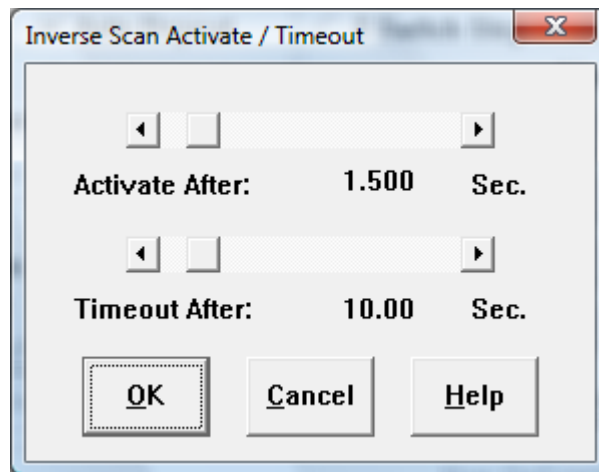 Inverse Scan Activate / Timeout
Activate After: 1.500 Sec.
Timeout After: 10.00 Sec.
OK Cancel Help